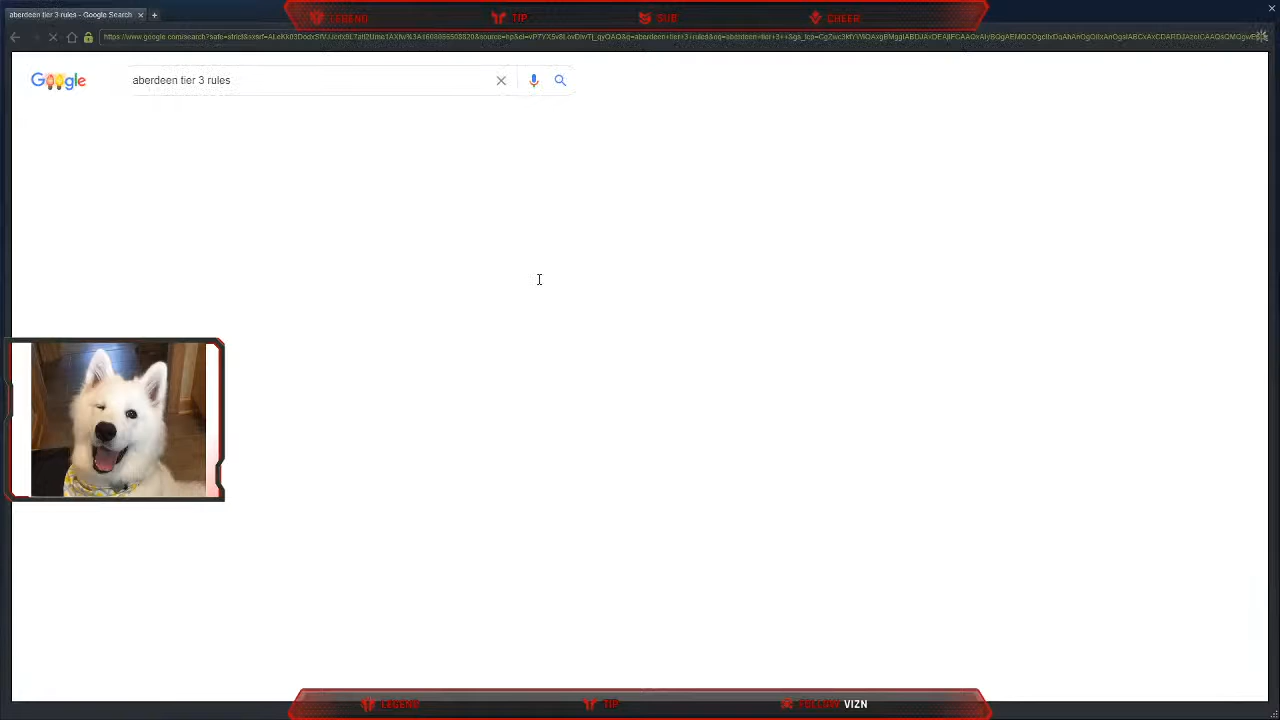 LEGEND TIP SUB CHEER
aberdeen tier 3 rules - Google Search
Google aberdeen tier 3 rules
LEGEND TIP FOLLOW VIZN